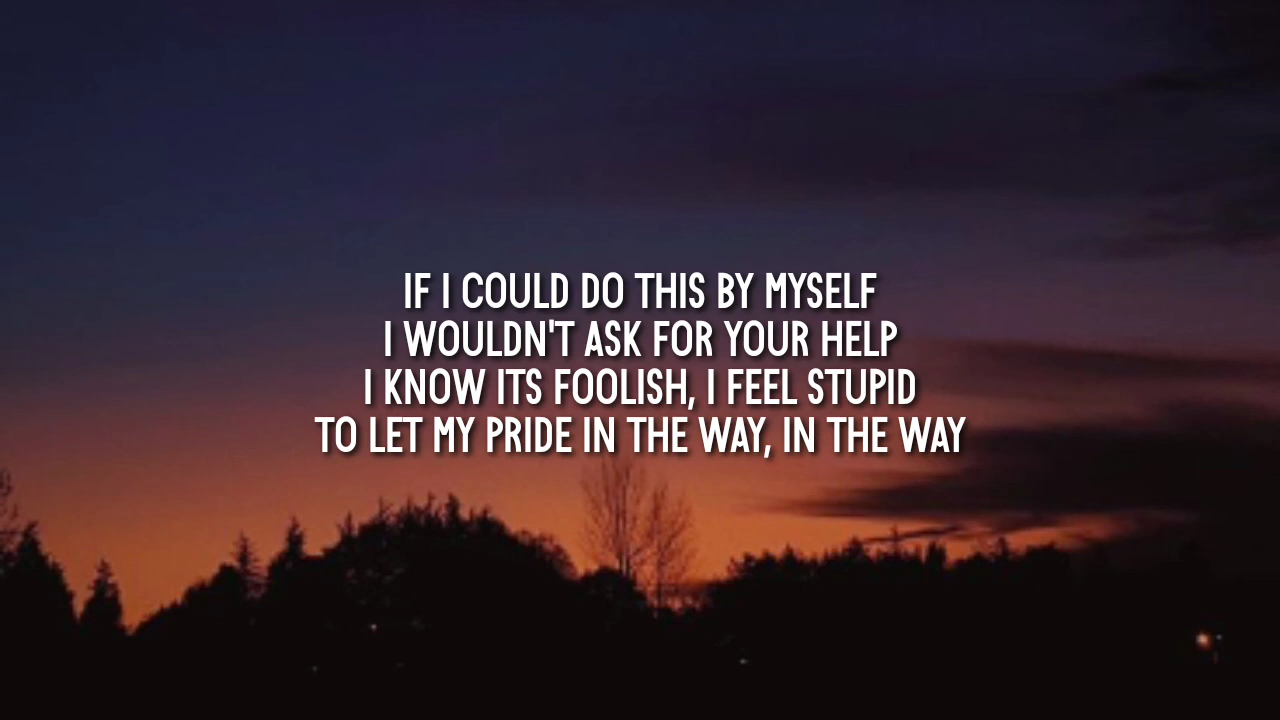 IF I COULD DO THIS BY MYSELF
I WOULDN'T ASK FOR YOUR HELP
I KNOW ITS FOOLISH, I FEEL STUPID
TO LET MY PRIDE IN THE WAY, IN THE WAY